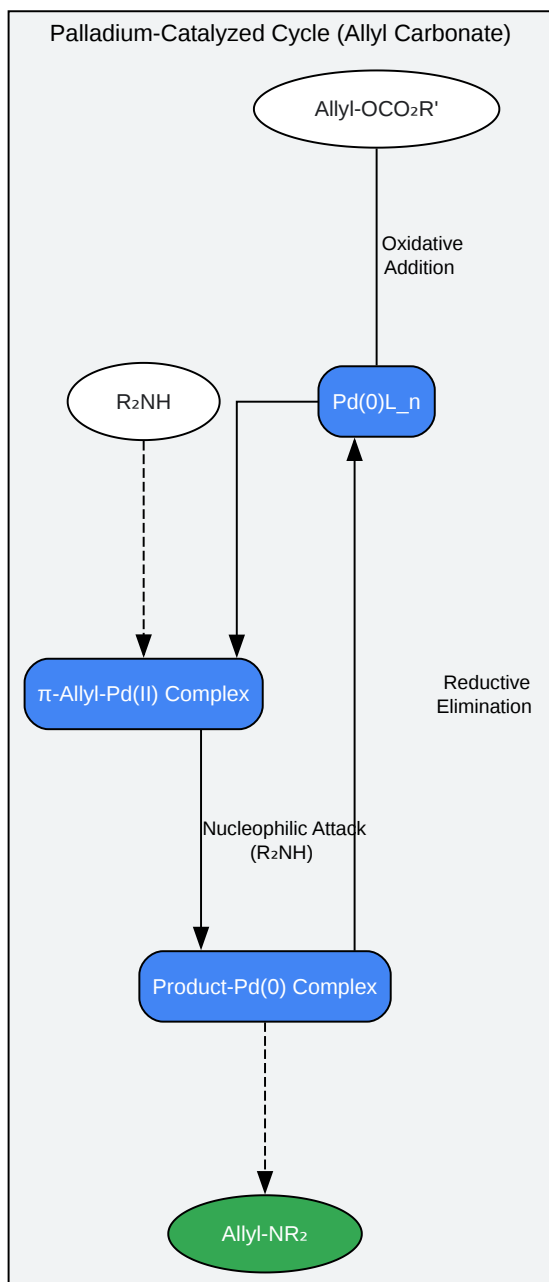 Palladium-Catalyzed Cycle (Allyl Carbonate)
Allyl-OCO₂R'
Oxidative
Addition
R₂NH
Pd(0)L_n
π-Allyl-Pd(II) Complex
Reductive
Elimination
Nucleophilic Attack
(R₂NH)
Product-Pd(0) Complex
Allyl-NR₂